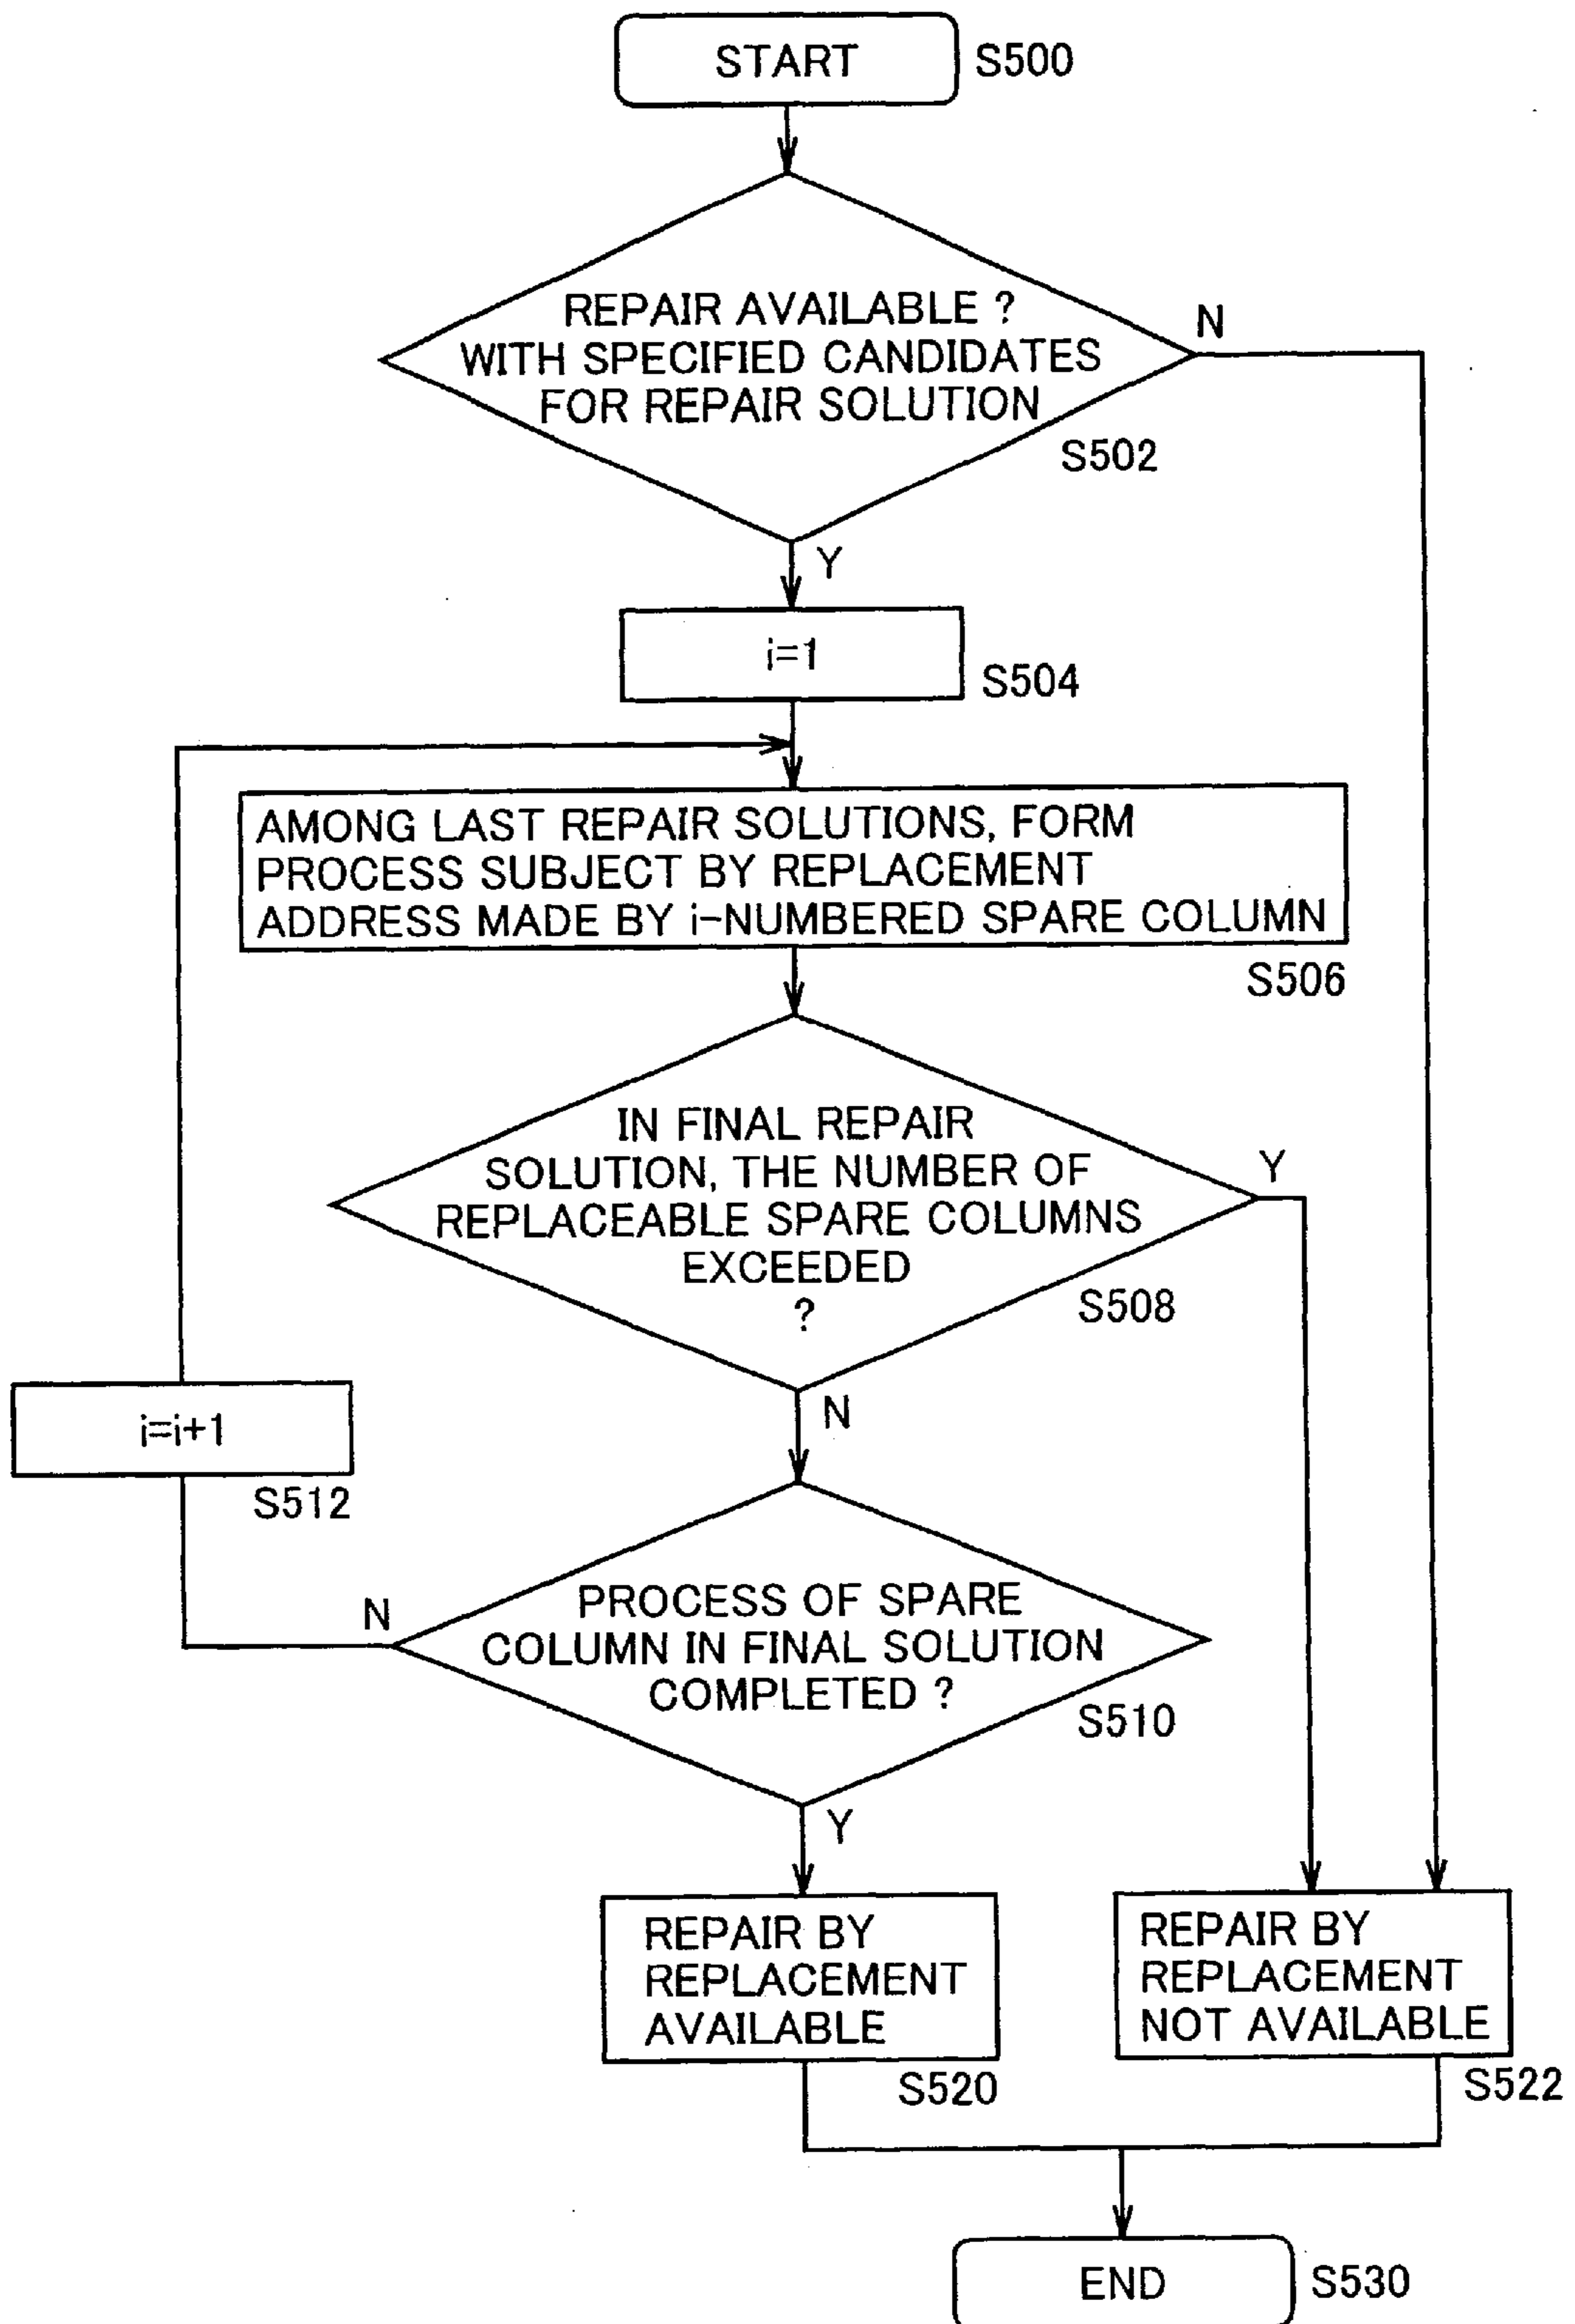 START
S500
REPAIR AVAILABLE ?
WITH SPECIFIED CANDIDATES
FOR REPAIR SOLUTION
N
S502
Y
i=1
S504
AMONG LAST REPAIR SOLUTIONS, FORM
PROCESS SUBJECT BY REPLACEMENT
ADDRESS MADE BY i-NUMBERED SPARE COLUMN
S506
IN FINAL REPAIR
SOLUTION, THE NUMBER OF
REPLACEABLE SPARE COLUMNS
EXCEEDED
?
Y
S508
N
i=i+1
S512
PROCESS OF SPARE
COLUMN IN FINAL SOLUTION
COMPLETED ?
N
S510
Y
REPAIR BY
REPLACEMENT
AVAILABLE
S520
REPAIR BY
REPLACEMENT
NOT AVAILABLE
S522
END
S530